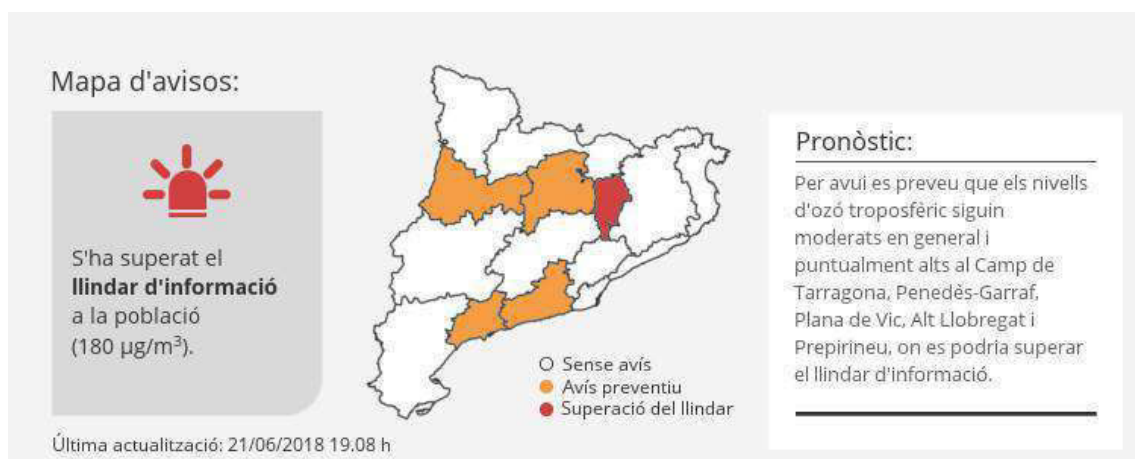 Mapa d'avisos:
S'ha superat el
llindar d'informació
a la població
(180 µg/m³).
Sense avís
Avís preventiu
Superació del llindar
Pronòstic:
Per avui es preveu que els nivells
d'ozó troposfèric siguin
moderats en general i
puntualment alts al Camp de
Tarragona, Penedès-Garraf,
Plana de Vic, Alt Llobregat i
Prepirineu, on es podria superar
el llindar d'informació.
Última actualització: 21/06/2018 19.08 h